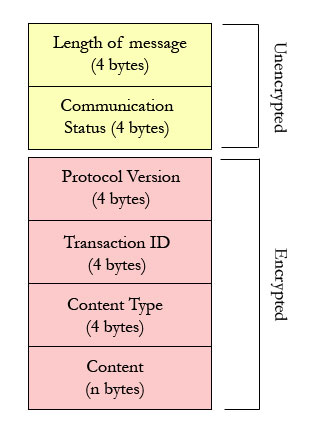 Length of message
(4 bytes)
Communication
Status (4 bytes)
Unencrypted
Protocol Version
(4 bytes)
Transaction ID
(4 bytes)
Content Type
(4 bytes)
Content
(n bytes)
Encrypted